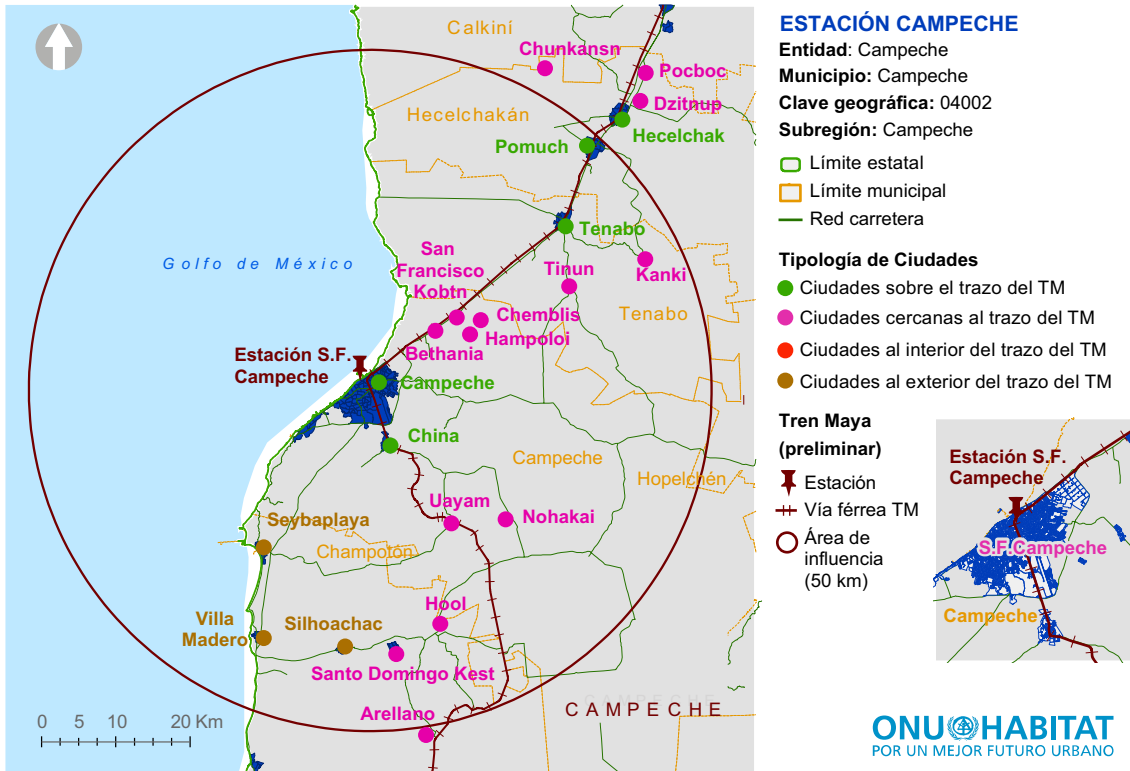 Calkiní
Chunkansn
Pocboc
Dzitnup
Hecelchakán
Hecelchak
Pomuch
Tenabo
San
Francisco
Kobtn
Golfo de México
Tinun
Kanki
Chemblis
Tenabo
Hampoloi
Bethania
Estación S.F.
Campeche
Campeche
China
Campeche
Hopelchén
Uayam
Nohakai
Seybaplaya
Champotón
Hool
Villa
Madero
Silhoachac
Santo Domingo Kest
CAMPECHE
CAMPECHE
Arellano
0 5 10 20 Km
ESTACIÓN CAMPECHE
Entidad: Campeche
Municipio: Campeche
Clave geográfica: 04002
Subregión: Campeche
Límite estatal
Límite municipal
Red carretera
Tipología de Ciudades
Ciudades sobre el trazo del TM
Ciudades cercanas al trazo del TM
Ciudades al interior del trazo del TM
Ciudades al exterior del trazo del TM
Tren Maya
(preliminar)
Estación
Vía férrea TM
Área de
influencia
(50 km)
Estación S.F.
Campeche
S.F.Campeche
Campeche
ONU HABITAT
POR UN MEJOR FUTURO URBANO